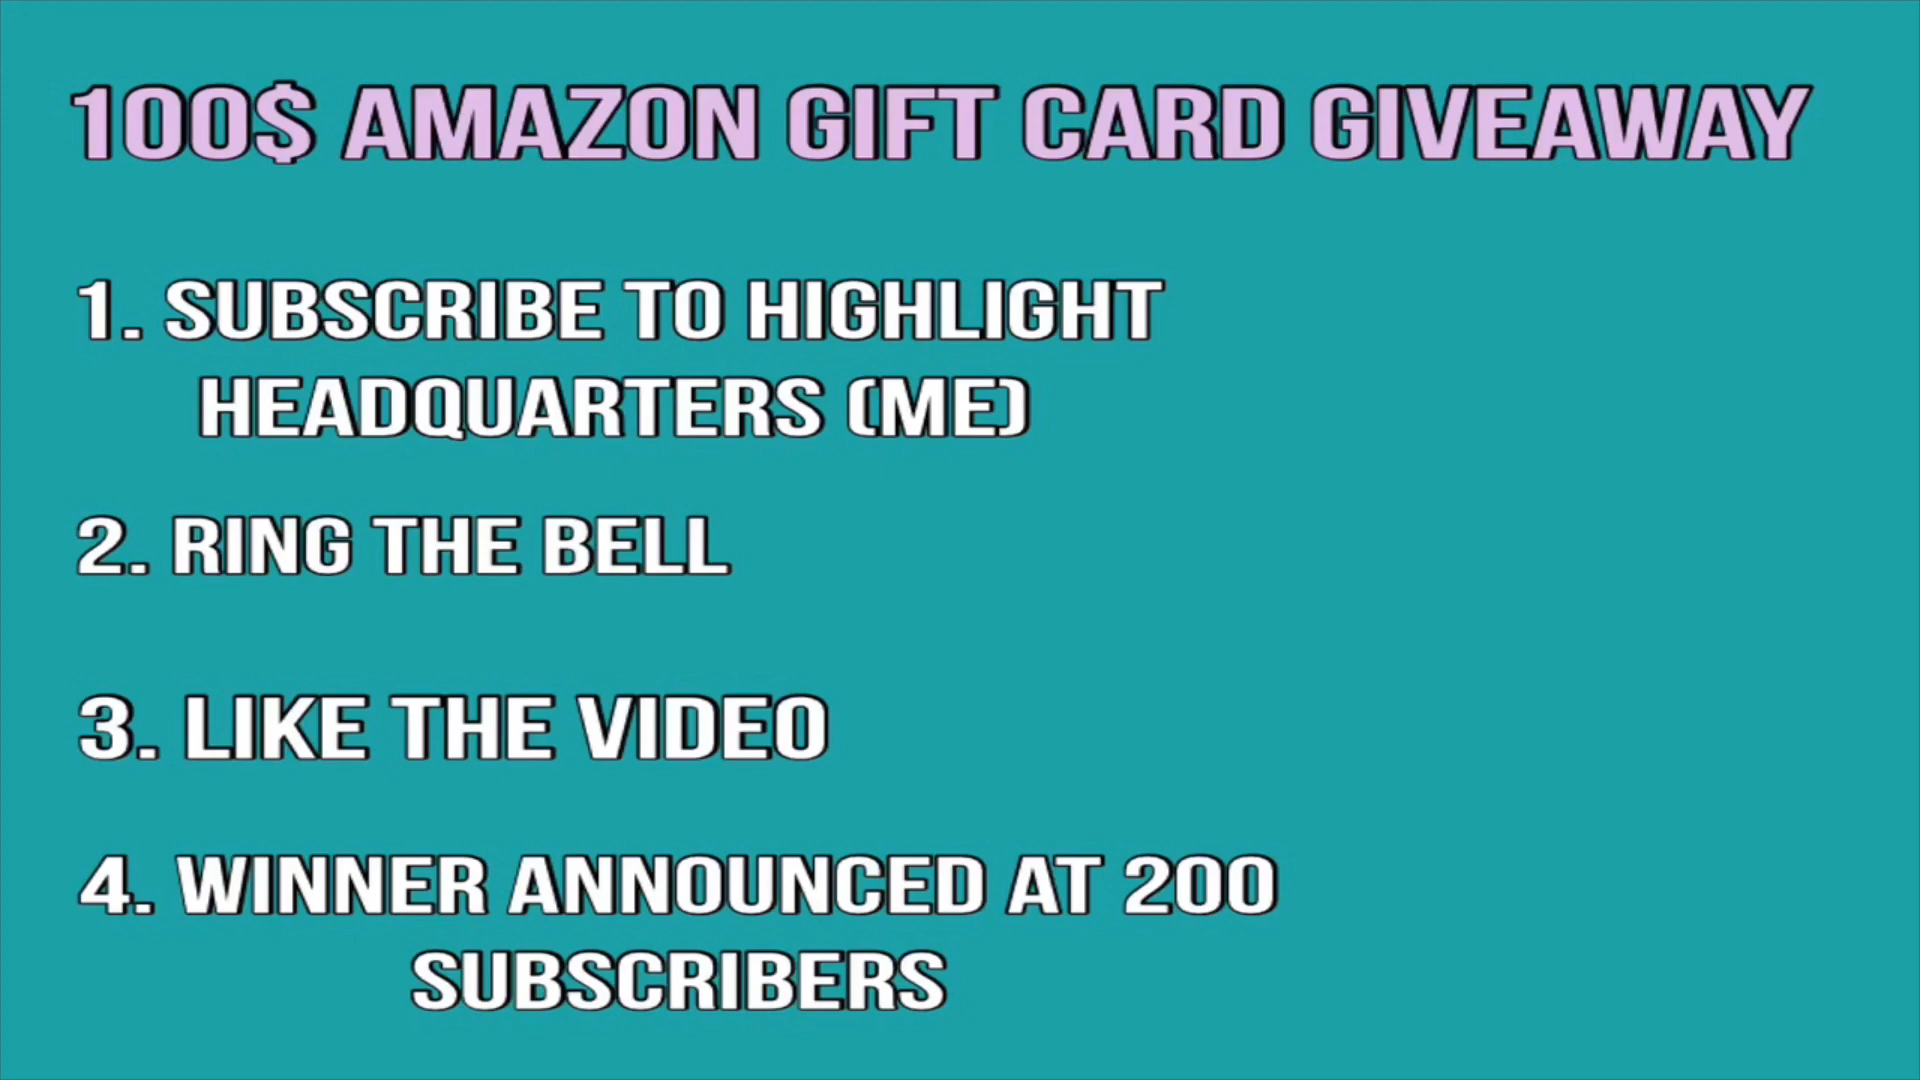 100$ AMAZON GIFT CARD GIVEAWAY
1. SUBSCRIBE TO HIGHLIGHT
HEADQUARTERS (ME)
2. RING THE BELL
3. LIKE THE VIDEO
4. WINNER ANNOUNCED AT 200
SUBSCRIBERS